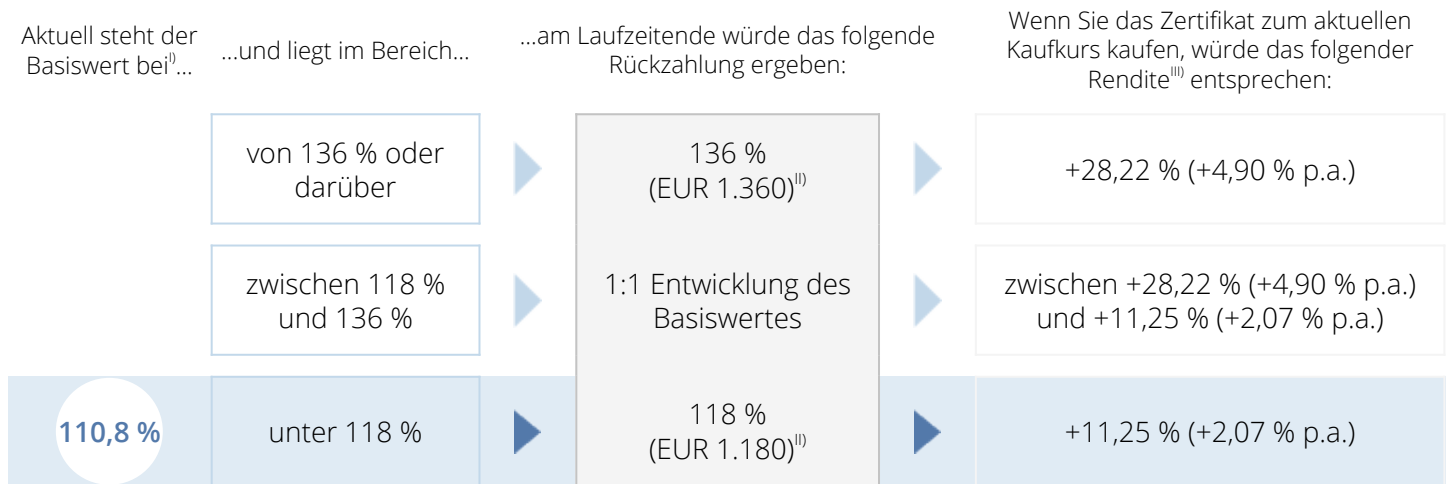 Aktuell steht der
Basiswert bei^I)...
...und liegt im Bereich...
...am Laufzeitende würde das folgende
Rückzahlung ergeben:
Wenn Sie das Zertifikat zum aktuellen
Kaufkurs kaufen, würde das folgender
Rendite^III) entsprechen:
von 136 % oder
darüber
136 %
(EUR 1.360)^II)
+28,22 % (+4,90 % p.a.)
zwischen 118 %
und 136 %
1:1 Entwicklung des
Basiswertes
zwischen +28,22 % (+4,90 % p.a.)
und +11,25 % (+2,07 % p.a.)
110,8 %
unter 118 %
118 %
(EUR 1.180)^II)
+11,25 % (+2,07 % p.a.)